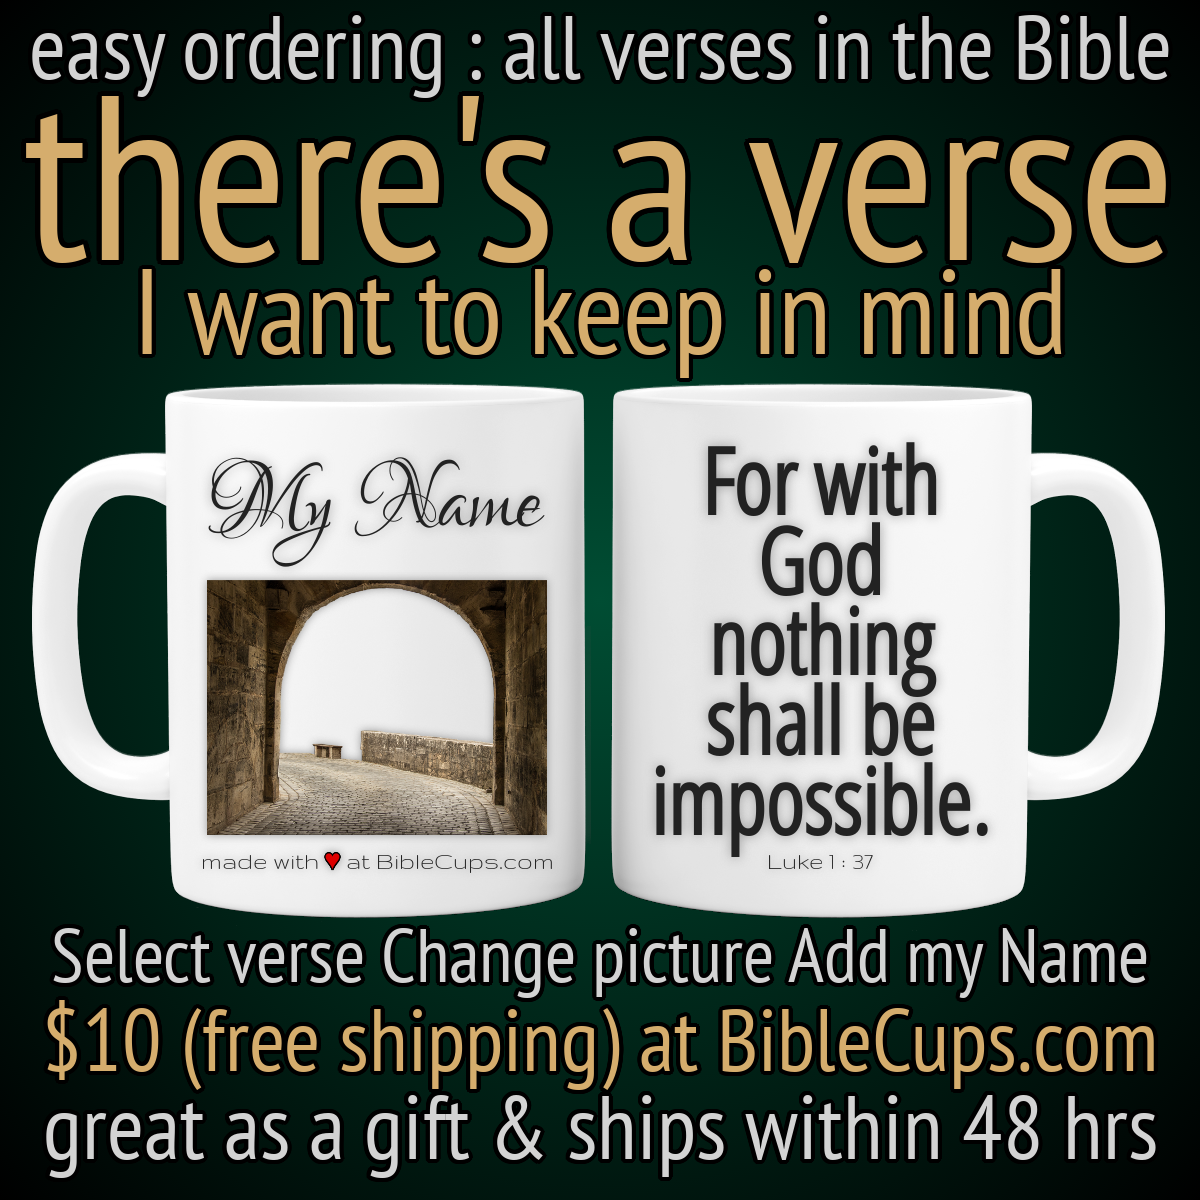 easy ordering : all verses in the Bible
there's a verse
I want to keep in mind
My Name
made with ❤ at BibleCups.com
For with
God
nothing
shall be
impossible.
Luke 1 : 37
Select verse Change picture Add my Name
$10 (free shipping) at BibleCups.com
great as a gift & ships within 48 hrs